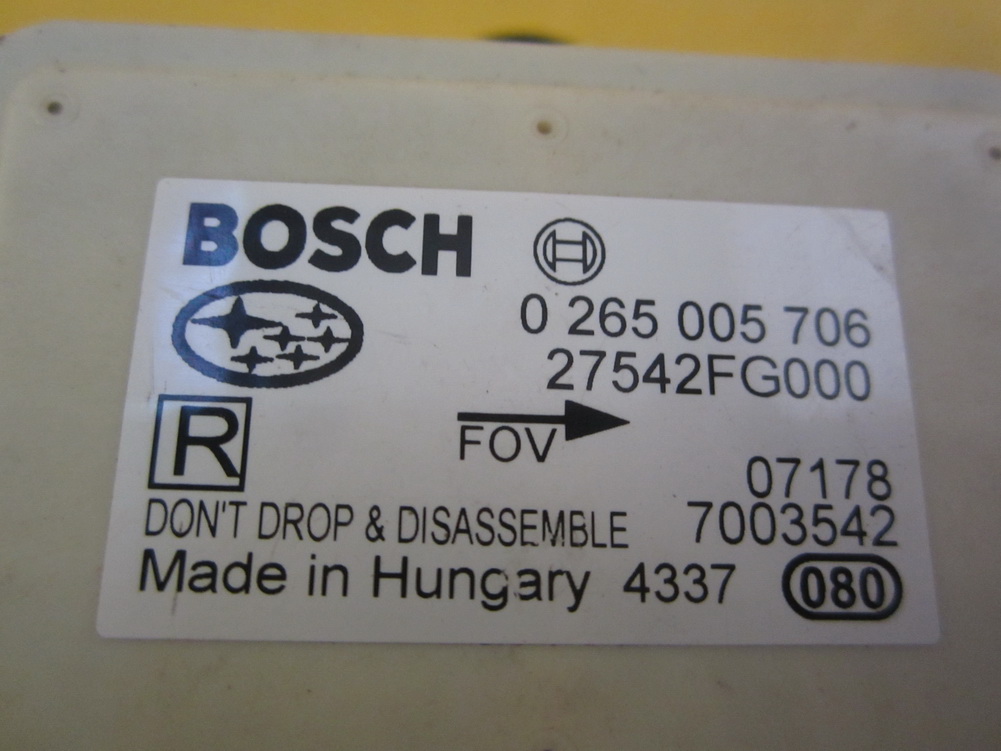 BOSCH
0 265 005 706
27542FG000
R
FOV
07178
DON'T DROP & DISASSEMBLE 7003542
Made in Hungary 4337 080